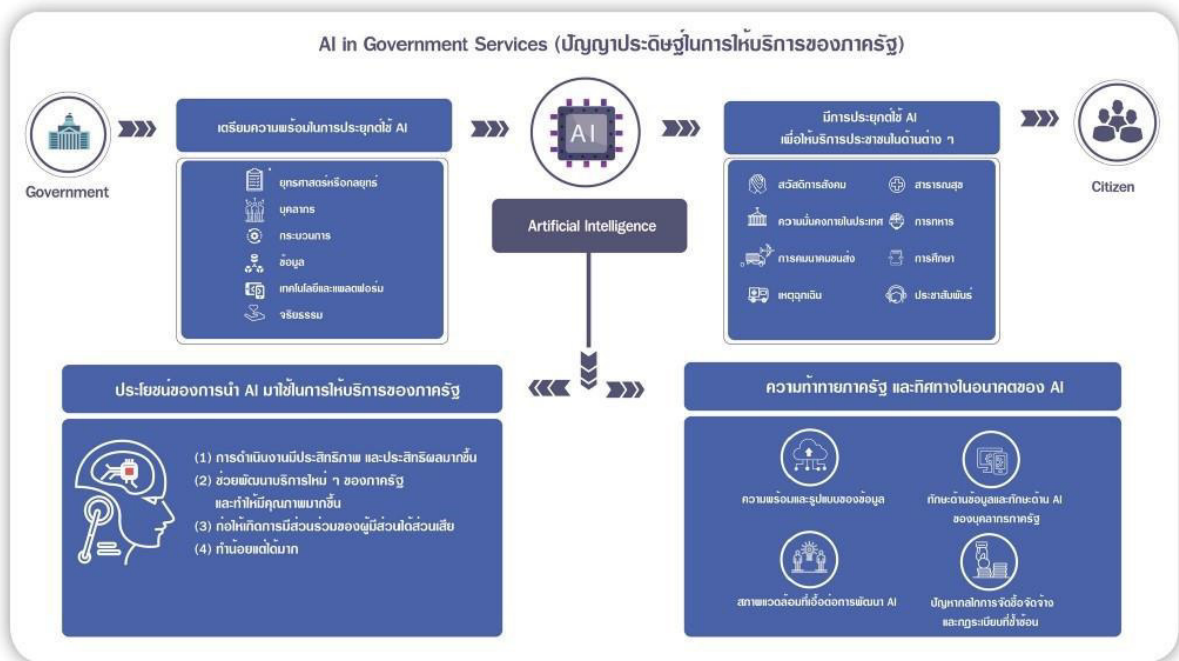 AI in Government Services (ปัญญาประดิษฐ์ในการให้บริการของภาครัฐ)
Government
เตรียมความพร้อมในการประยุกต์ใช้ AI
ยุทธศาสตร์หรือกลยุทธ์
บุคลากร
กระบวนการ
ข้อมูล
เทคโนโลยีและแพลตฟอร์ม
จริยธรรม
AI
Artificial Intelligence
มีการประยุกต์ใช้ AI
เพื่อให้บริการประชาชนในด้านต่าง ๆ
สวัสดิการสังคม
สาธารณสุข
ความมั่นคงภายในประเทศ
การทหาร
การคมนาคมขนส่ง
การศึกษา
เหตุฉุกเฉิน
ประชาสัมพันธ์
Citizen
ประโยชน์ของการนำ AI มาใช้ในการให้บริการของภาครัฐ
(1) การดำเนินงานมีประสิทธิภาพ และประสิทธิผลมากขึ้น
(2) ช่วยพัฒนาบริการใหม่ ๆ ของภาครัฐ
และทำให้มีคุณภาพมากขึ้น
(3) ก่อให้เกิดการมีส่วนร่วมของผู้มีส่วนได้ส่วนเสีย
(4) ทำน้อยแต่ได้มาก
ความท้าทายภาครัฐ และทิศทางในอนาคตของ AI
ความพร้อมและรูปแบบของข้อมูล
ทักษะด้านข้อมูลและทักษะด้าน AI
ของบุคลากรภาครัฐ
สภาพแวดล้อมที่เอื้อต่อการพัฒนา AI
ปัญหากลไกการจัดซื้อจัดจ้าง
และกฎระเบียบที่ซ้ำซ้อน